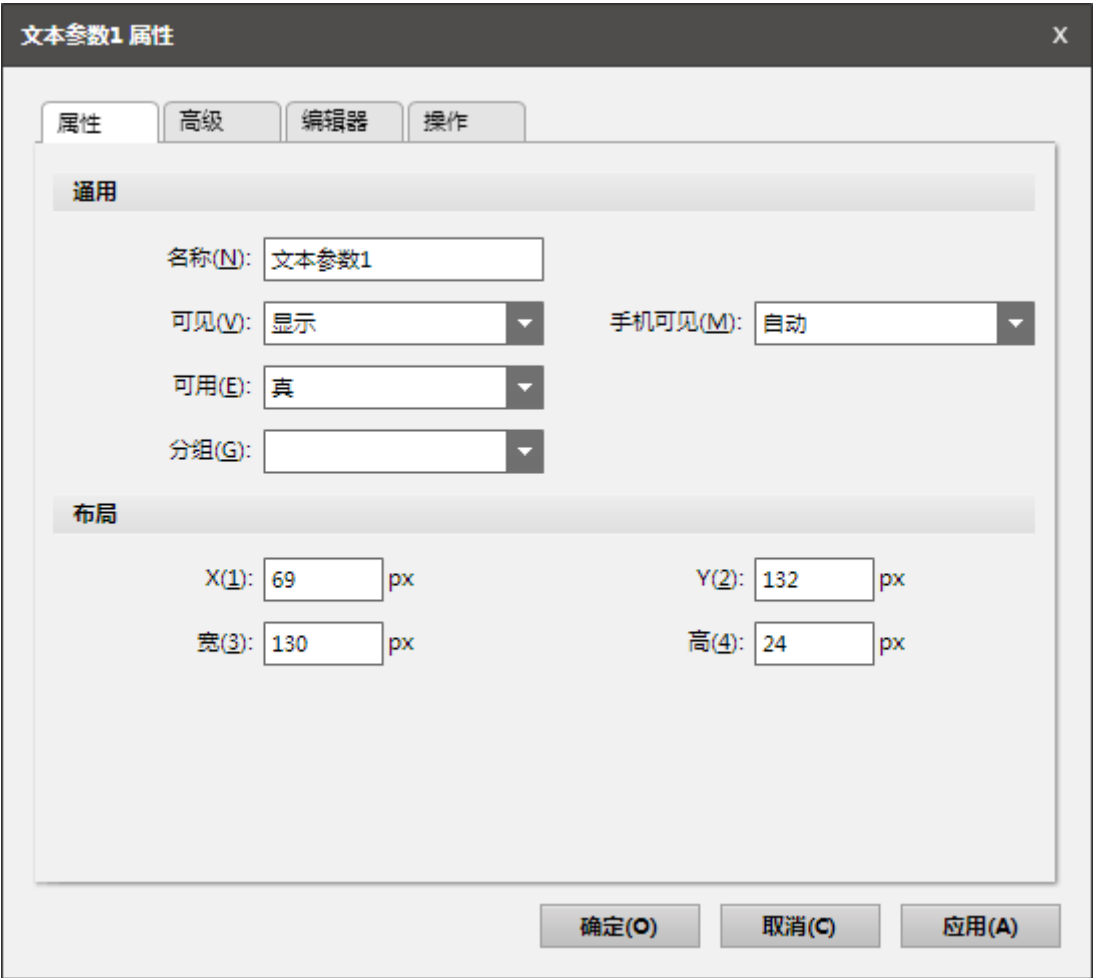 文本参数1 属性 X
属性 高级 编辑器 操作
通用
名称(N): 文本参数1
可见(V): 显示 手机可见(M): 自动
可用(E): 真
分组(G):
布局
X(1): 69 px Y(2): 132 px
宽(3): 130 px 高(4): 24 px
确定(O) 取消(C) 应用(A)